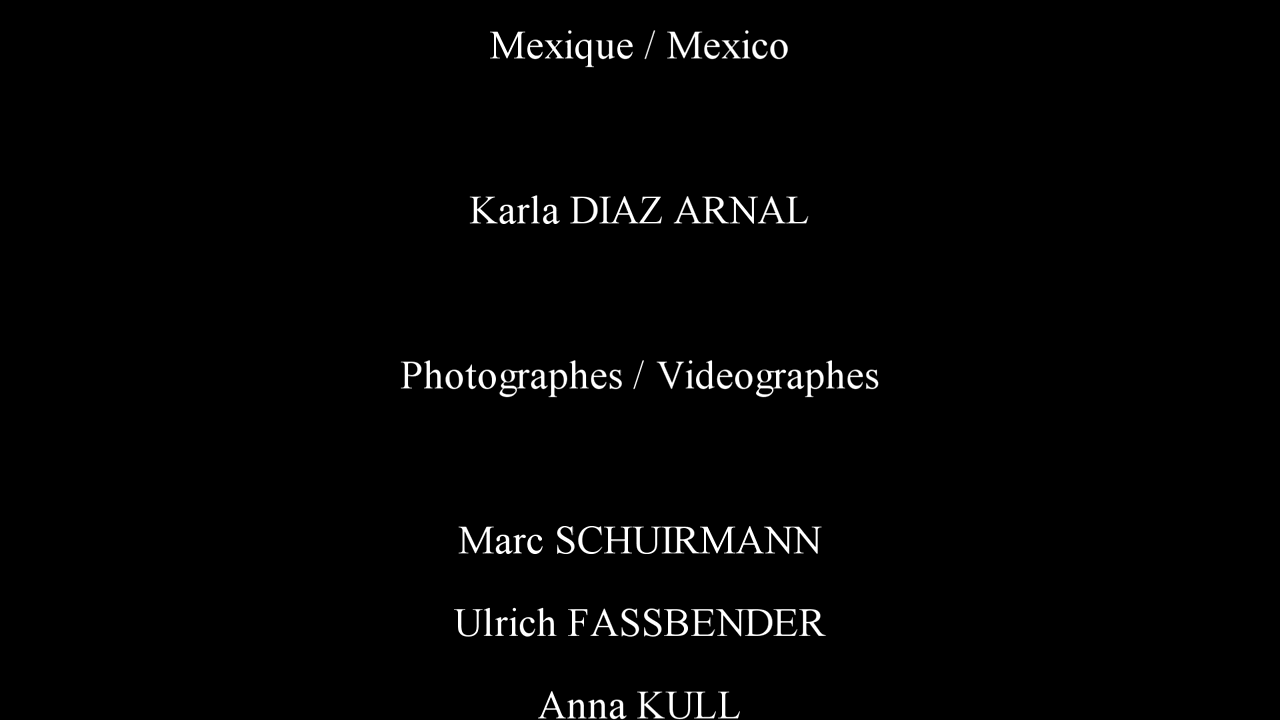 Mexique / Mexico
Karla DIAZ ARNAL
Photographes / Videographes
Marc SCHUIRMANN
Ulrich FASSBENDER
Anna KULL